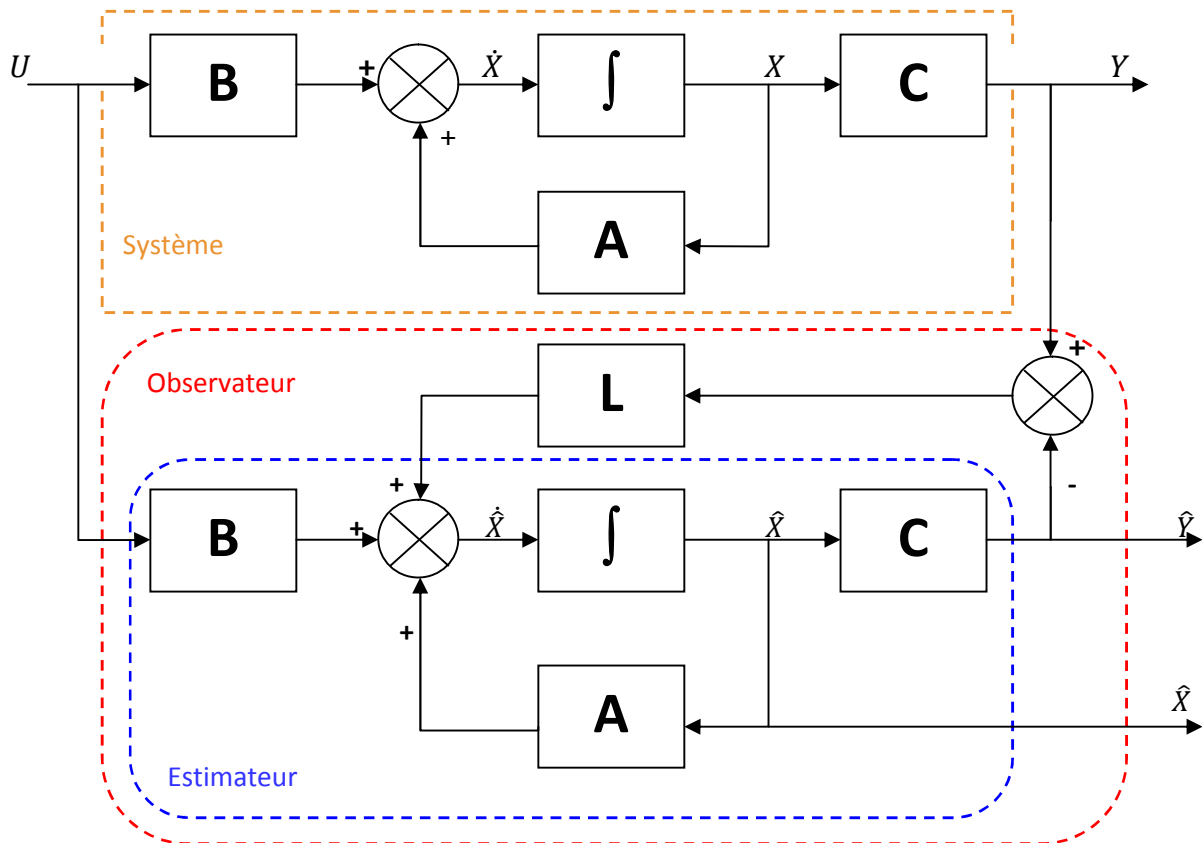 U
B
+
Ẋ
∫
X
C
Y
+
A
Système
+
Observateur
L
+
-
B
+
X̂̇
∫
X̂
C
Ŷ
+
A
X̂
Estimateur